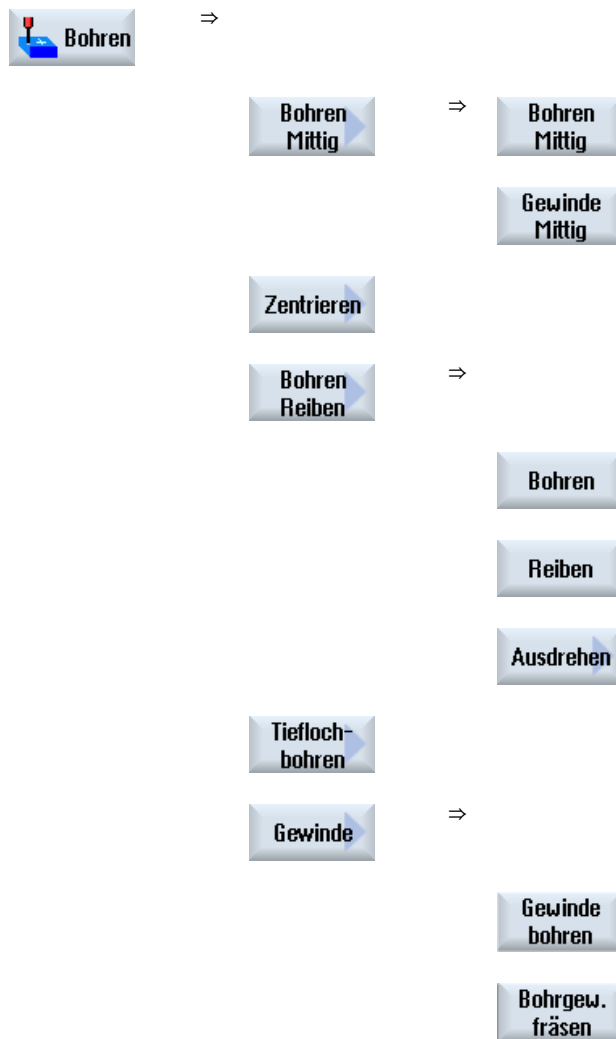 Bohren
⇒
Bohren
Mittig
⇒
Bohren
Mittig
Gewinde
Mittig
Zentrieren
Bohren
Reiben
⇒
Bohren
Reiben
Ausdrehen
Tiefloch-
bohren
Gewinde
⇒
Gewinde
bohren
Bohrgew.
fräsen